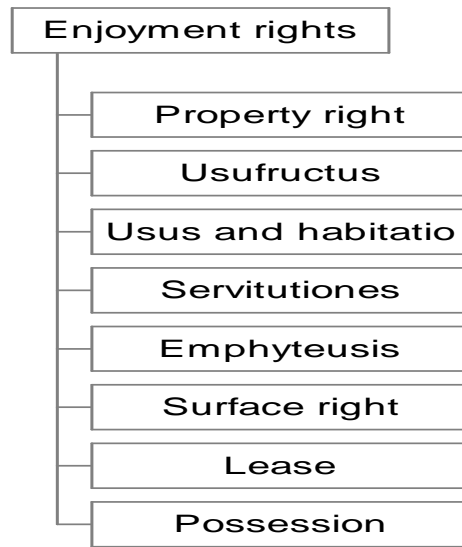 Enjoyment rights
Property right
Usufructus
Usus and habitatio
Servitutiones
Emphyteusis
Surface right
Lease
Possession